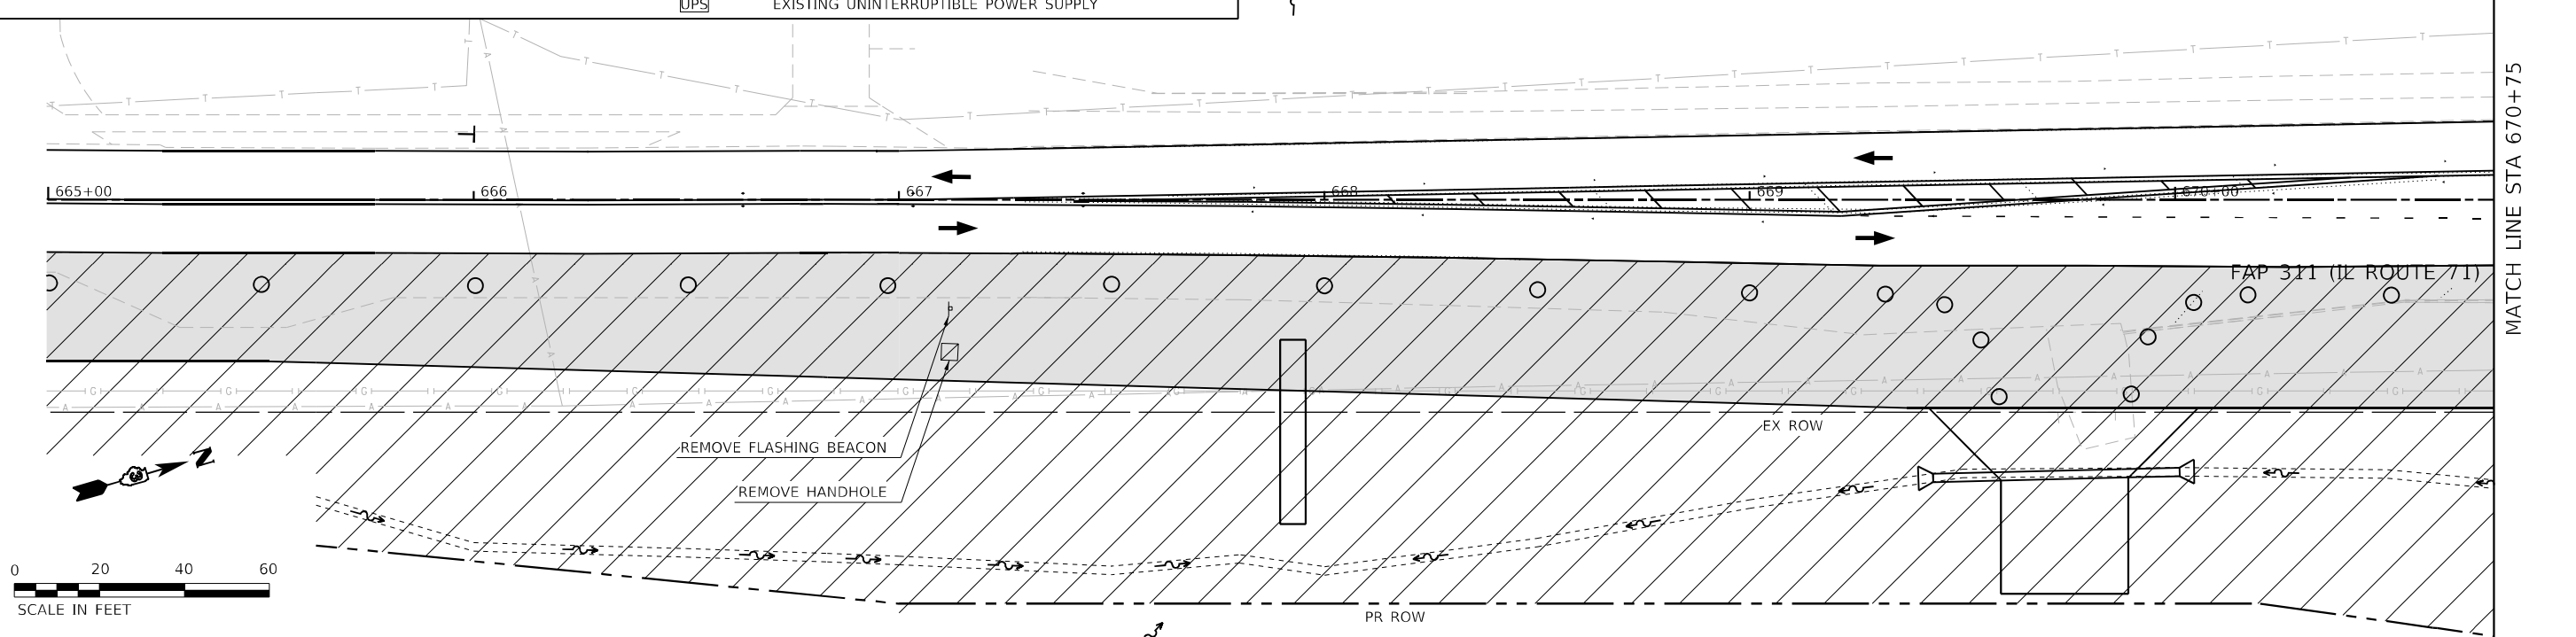 UPS EXISTING UNINTERRUPTIBLE POWER SUPPLY
665+00 666 667 668 669 670+00
MATCH LINE STA 670+75
FAP 311 (IL ROUTE 71)
EX ROW
REMOVE FLASHING BEACON
REMOVE HANDHOLE
N
0 20 40 60
SCALE IN FEET
PR ROW